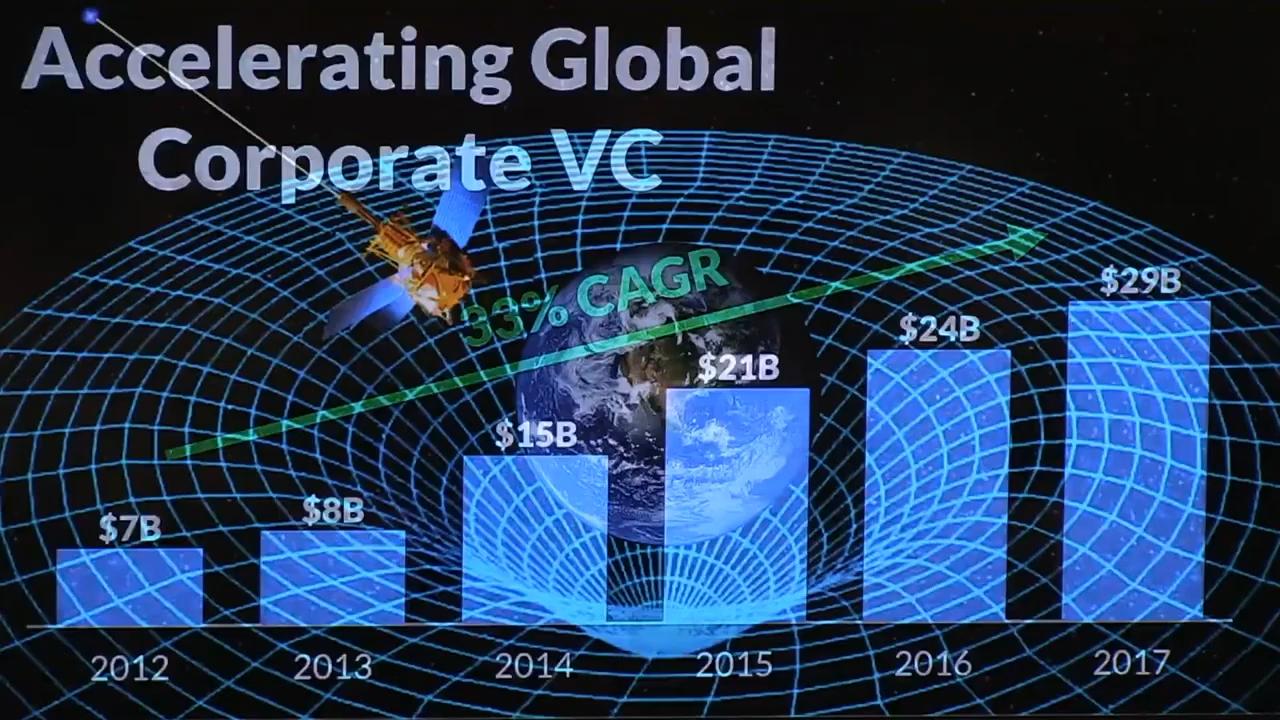 Accelerating Global
Corporate VC
33% CAGR
$7B
$8B
$15B
$21B
$24B
$29B
2012
2013
2014
2015
2016
2017